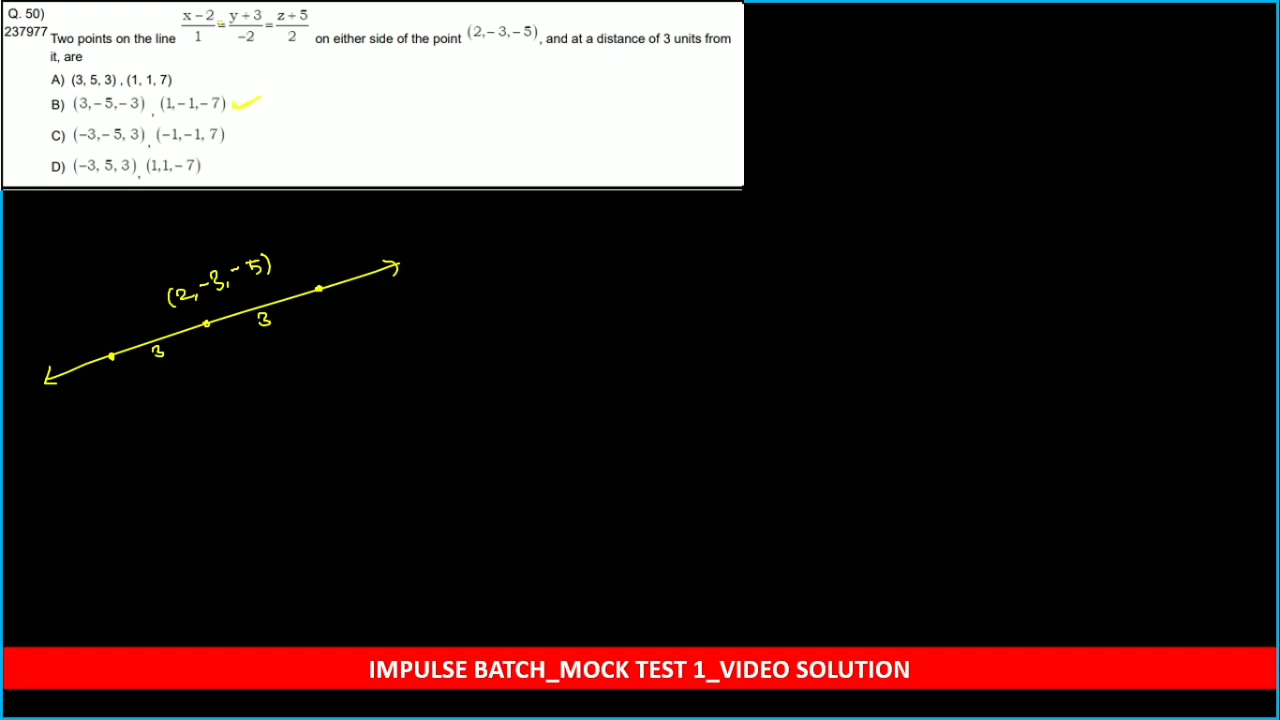 Q. 50)
237977 Two points on the line (x − 2)/1 = (y + 3)/−2 = (z + 5)/2 on either side of the point (2, − 3, − 5), and at a distance of 3 units from
it, are
A) (3, 5, 3) , (1, 1, 7)
B) (3, − 5, − 3) , (1, − 1, − 7)
C) (−3, − 5, 3) , (−1, −1, 7)
D) (−3, 5, 3) , (1,1, − 7)
(2, -3, -5)
3
3
IMPULSE BATCH_MOCK TEST 1_VIDEO SOLUTION